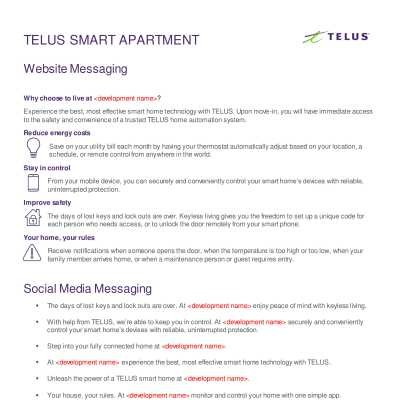 TELUS SMART APARTMENT
TELUS
Website Messaging
Why choose to live at <development name>?
Experience the best, most effective smart home technology with TELUS. Upon move-in, you will have immediate access
to the safety and convenience of a trusted TELUS home automation system.
Reduce energy costs
Save on your utility bill each month by having your thermostat automatically adjust based on your location, a
schedule, or remote control from anywhere in the world.
Stay in control
From your mobile device, you can securely and conveniently control your smart home's devices with reliable,
uninterrupted protection.
Improve safety
The days of lost keys and lock outs are over. Keyless living gives you the freedom to set up a unique code for
each person who needs access, or to unlock the door remotely from your smart phone.
Your home, your rules
Receive notifications when someone opens the door, when the temperature is too high or too low, when your
family member arrives home, or when a maintenance person or guest requires entry.
Social Media Messaging
• The days of lost keys and lock outs are over. At <development name> enjoy peace of mind with keyless living.
• With help from TELUS, we're able to keep you in control. At <development name> securely and conveniently
control your smart home's devises with reliable, uninterrupted protection.
• Step into your fully connected home at <development name>.
• At <development name> experience the best, most effective smart home technology with TELUS.
• Unleash the power of a TELUS smart home at <development name>.
• Your house, your rules. At <development name> monitor and control your home with one simple app.